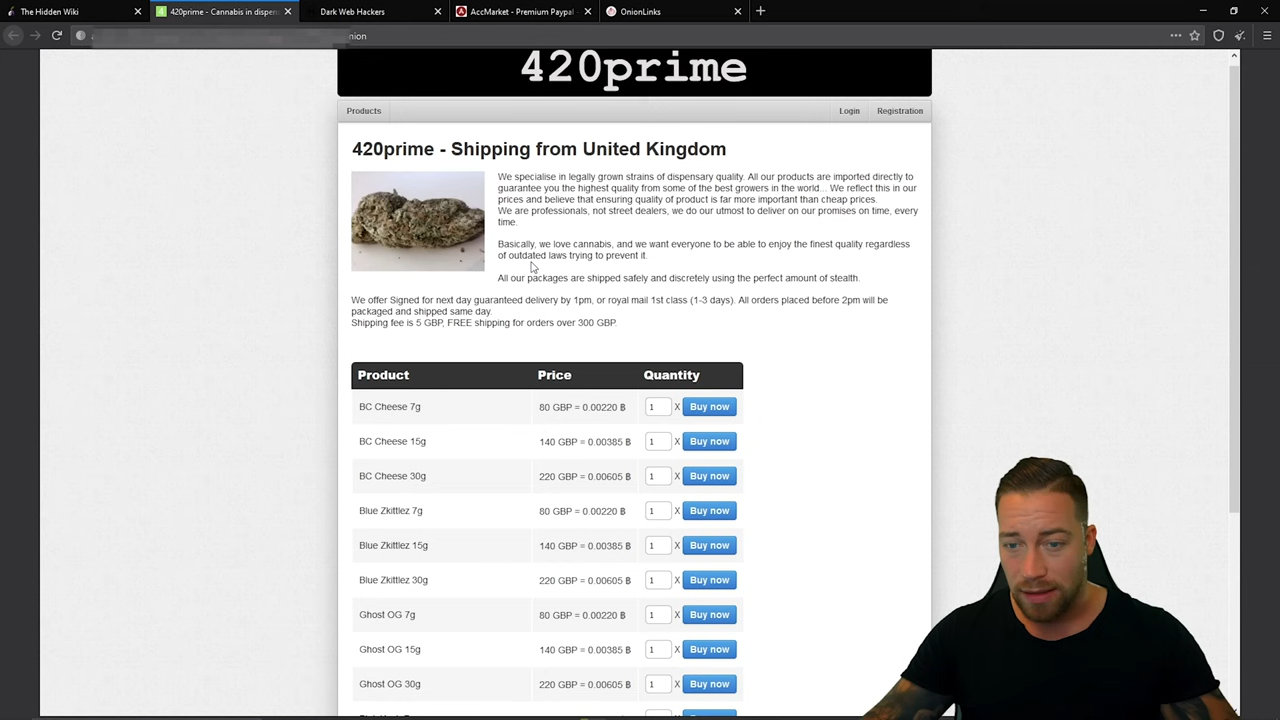 The Hidden Wiki
420prime - Cannabis in dispens
Dark Web Hackers
AccMarket - Premium Paypal
OnionLinks
nion
420prime
Products
Login
Registration
420prime - Shipping from United Kingdom
We specialise in legally grown strains of dispensary quality. All our products are imported directly to
guarantee you the highest quality from some of the best growers in the world... We reflect this in our
prices and believe that ensuring quality of product is far more important than cheap prices.
We are professionals, not street dealers, we do our utmost to deliver on our promises on time, every
time.
Basically, we love cannabis, and we want everyone to be able to enjoy the finest quality regardless
of outdated laws trying to prevent it.
All our packages are shipped safely and discretely using the perfect amount of stealth.
We offer Signed for next day guaranteed delivery by 1pm, or royal mail 1st class (1-3 days). All orders placed before 2pm will be
packaged and shipped same day.
Shipping fee is 5 GBP, FREE shipping for orders over 300 GBP.
Product Price Quantity
BC Cheese 7g 80 GBP = 0.00220 ฿ 1 X Buy now
BC Cheese 15g 140 GBP = 0.00385 ฿ 1 X Buy now
BC Cheese 30g 220 GBP = 0.00605 ฿ 1 X Buy now
Blue Zkittlez 7g 80 GBP = 0.00220 ฿ 1 X Buy now
Blue Zkittlez 15g 140 GBP = 0.00385 ฿ 1 X Buy now
Blue Zkittlez 30g 220 GBP = 0.00605 ฿ 1 X Buy now
Ghost OG 7g 80 GBP = 0.00220 ฿ 1 X Buy now
Ghost OG 15g 140 GBP = 0.00385 ฿ 1 X Buy now
Ghost OG 30g 220 GBP = 0.00605 ฿ 1 X Buy now